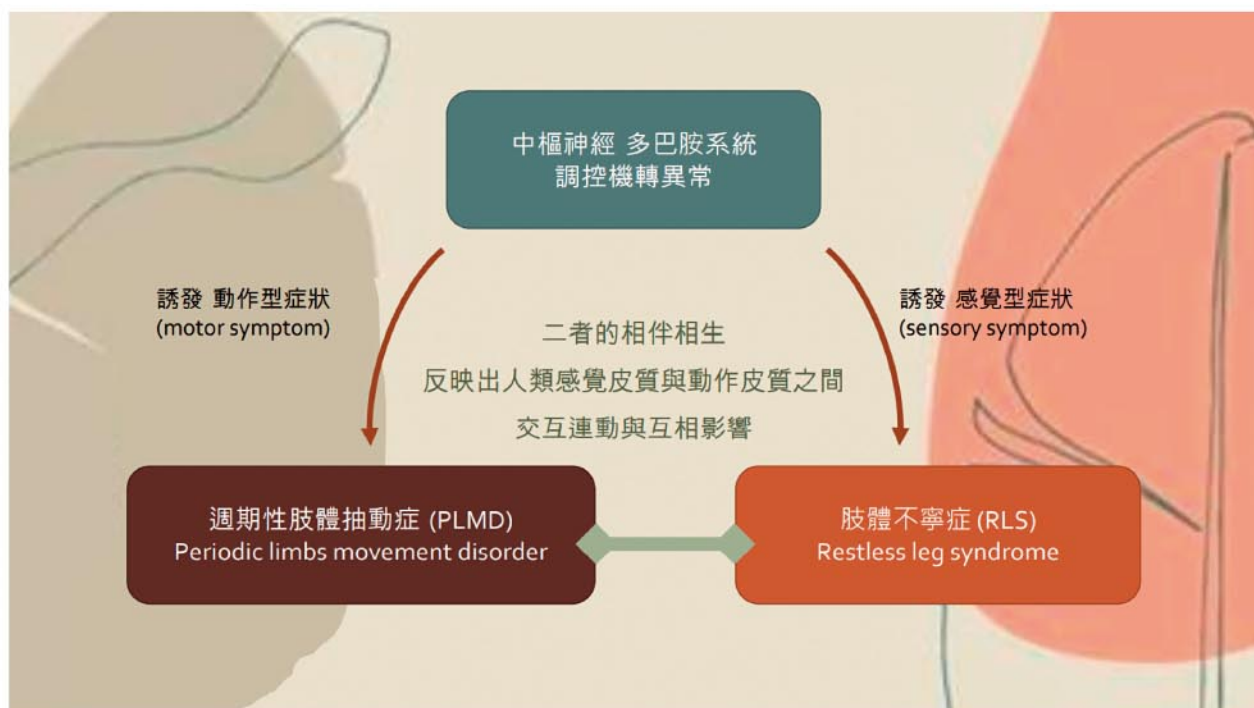 中樞神經 多巴胺系統
調控機轉異常
誘發 動作型症狀
(motor symptom)
誘發 感覺型症狀
(sensory symptom)
二者的相伴相生
反映出人類感覺皮質與動作皮質之間
交互連動與互相影響
週期性肢體抽動症 (PLMD)
Periodic limbs movement disorder
肢體不寧症 (RLS)
Restless leg syndrome